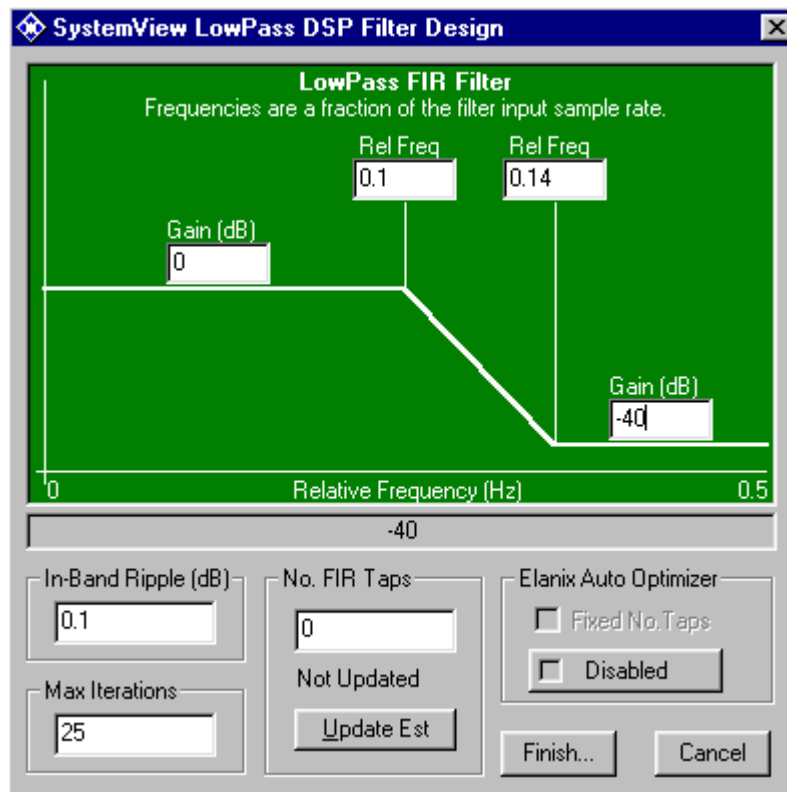 SystemView LowPass DSP Filter Design
LowPass FIR Filter
Frequencies are a fraction of the filter input sample rate.
Rel Freq
Rel Freq
0.1
0.14
Gain (dB)
0
Gain (dB)
-40
0
Relative Frequency (Hz)
0.5
-40
In-Band Ripple (dB)
0.1
Max Iterations
25
No. FIR Taps
0
Not Updated
Update Est
Elanix Auto Optimizer
Fixed No.Taps
Disabled
Finish...
Cancel